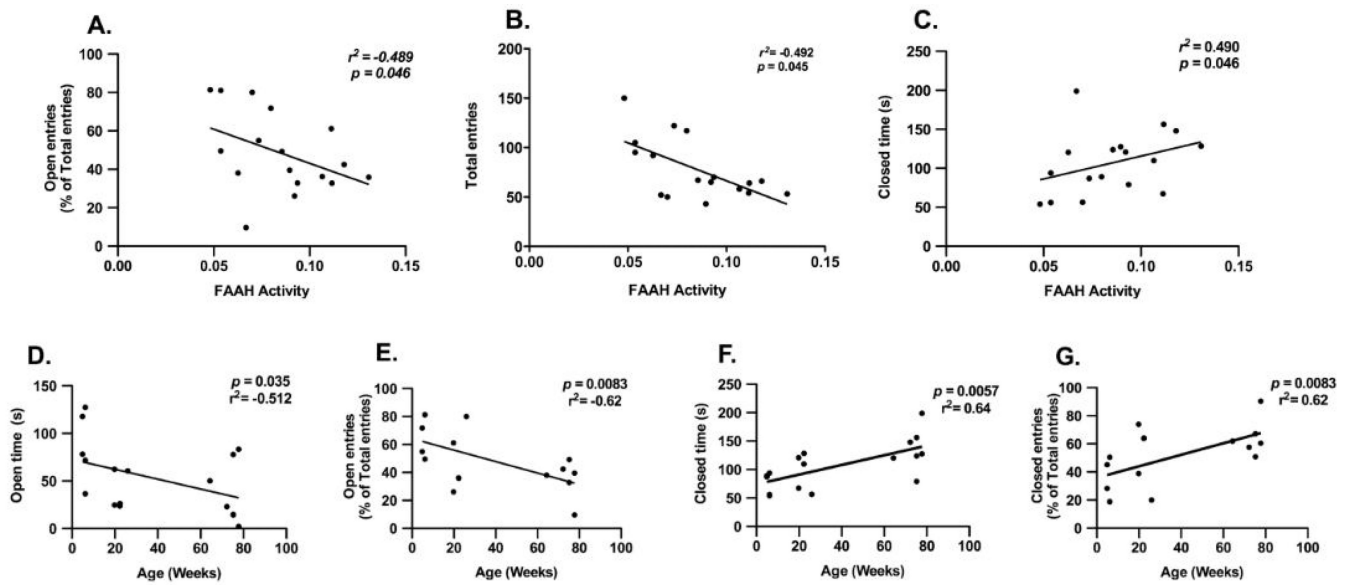 A.
r² = -0.489
p = 0.046
Open entries
(% of Total entries)
100
80
60
40
20
0
0.00 0.05 0.10 0.15
FAAH Activity
B.
r² = -0.492
p = 0.045
Total entries
200
150
100
50
0
0.00 0.05 0.10 0.15
FAAH Activity
C.
r² = 0.490
p = 0.046
Closed time (s)
250
200
150
100
50
0
0.00 0.05 0.10 0.15
FAAH Activity
D.
p = 0.035
r²= -0.512
Open time (s)
150
100
50
0
0 20 40 60 80 100
Age (Weeks)
E.
p = 0.0083
r²= -0.62
Open entries
(% of Total entries)
100
80
60
40
20
0
0 20 40 60 80 100
Age (Weeks)
F.
p = 0.0057
r² = 0.64
Closed time (s)
250
200
150
100
50
0
0 20 40 60 80 100
Age (Weeks)
G.
p = 0.0083
r² = 0.62
Closed entries
(% of Total entries)
100
80
60
40
20
0
0 20 40 60 80 100
Age (Weeks)